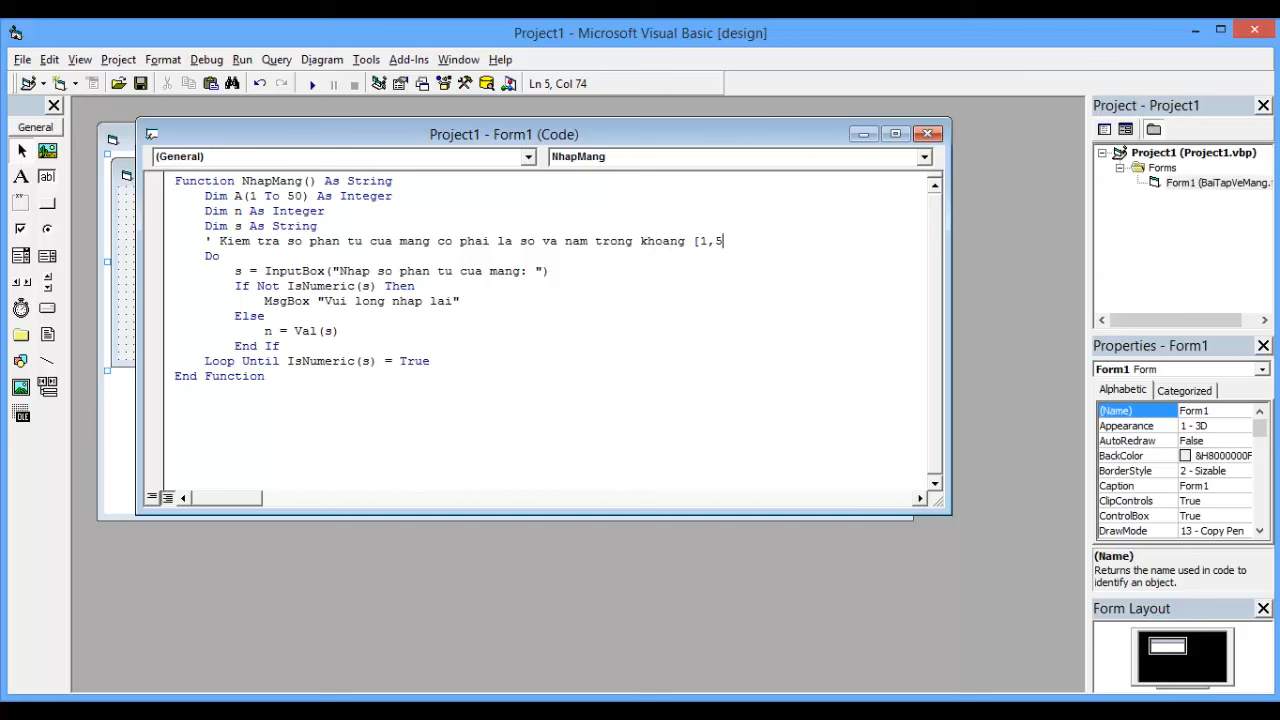 Project1 - Microsoft Visual Basic [design]
File Edit View Project Format Debug Run Query Diagram Tools Add-Ins Window Help
Ln 5, Col 74
General
Project1 - Form1 (Code)
(General) NhapMang
Function NhapMang() As String
Dim A(1 To 50) As Integer
Dim n As Integer
Dim s As String
' Kiem tra so phan tu cua mang co phai la so va nam trong khoang [1,5
Do
s = InputBox("Nhap so phan tu cua mang: ")
If Not IsNumeric(s) Then
MsgBox "Vui long nhap lai"
Else
n = Val(s)
End If
Loop Until IsNumeric(s) = True
End Function
Project - Project1
Project1 (Project1.vbp)
Forms
Form1 (BaiTapVeMang.
Properties - Form1
Form1 Form
Alphabetic Categorized
(Name) Form1
Appearance 1 - 3D
AutoRedraw False
BackColor &H8000000F
BorderStyle 2 - Sizable
Caption Form1
ClipControls True
ControlBox True
DrawMode 13 - Copy Pen
(Name)
Returns the name used in code to
identify an object.
Form Layout